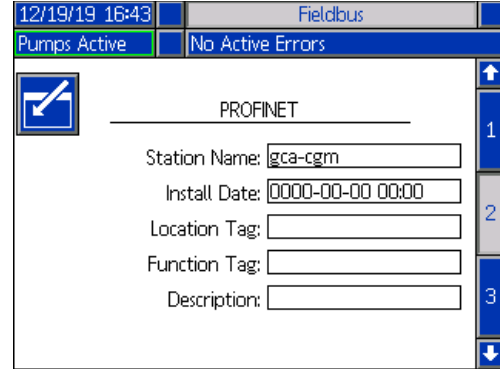 12/19/19 16:43 Fieldbus
Pumps Active No Active Errors
PROFINET
1
Station Name: gca-cgm
Install Date: 0000-00-00 00:00
2
Location Tag:
Function Tag:
Description:
3